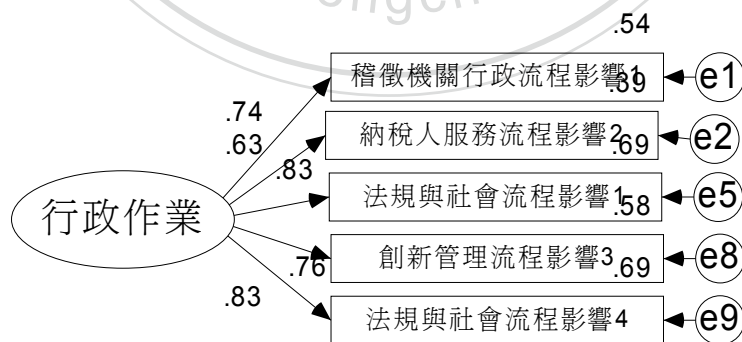 engch
.54
稽徵機關行政流程影響1
.39
e1
.74
.63
納稅人服務流程影響2
.69
e2
.83
法規與社會流程影響1
.58
e5
行政作業
創新管理流程影響3
.69
e8
.76
.83
法規與社會流程影響4
e9